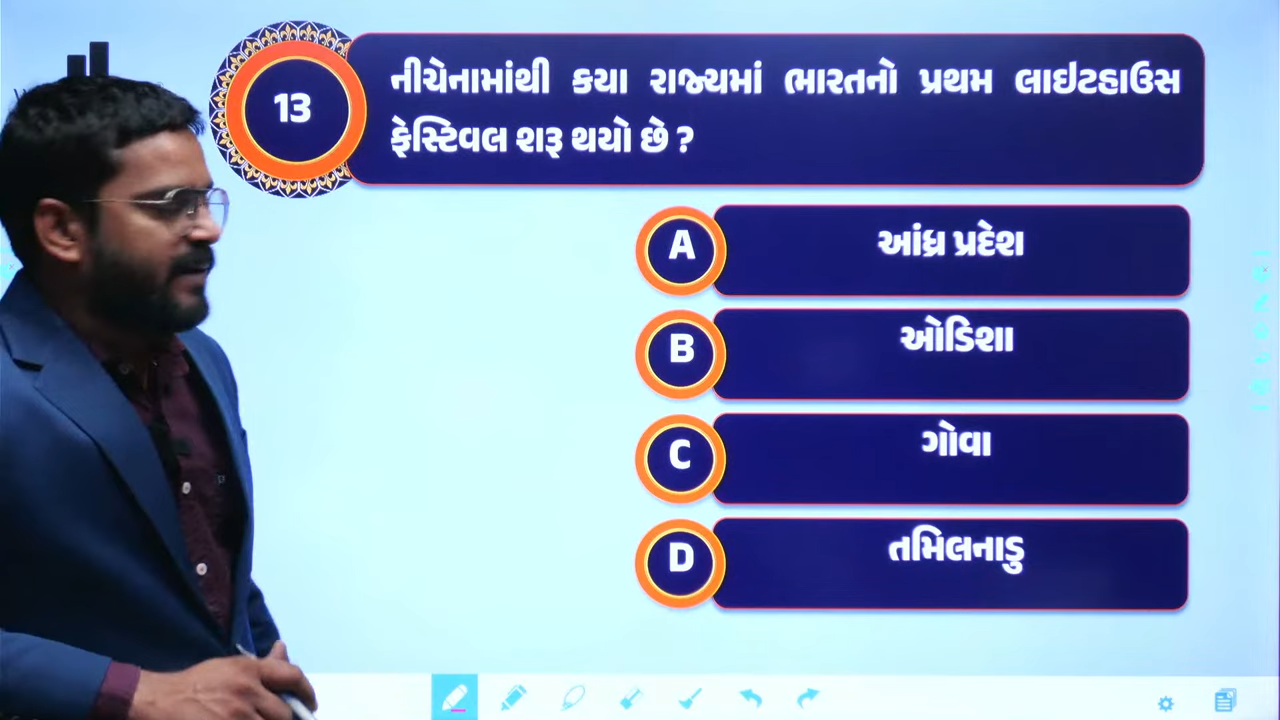 13
નીચેનામાંથી કયા રાજ્યમાં ભારતનો પ્રથમ લાઈટહાઉસ
ફેસ્ટિવલ શરૂ થયો છે ?
A
આંધ્ર પ્રદેશ
B
ઓડિશા
C
ગોવા
D
તમિલનાડુ